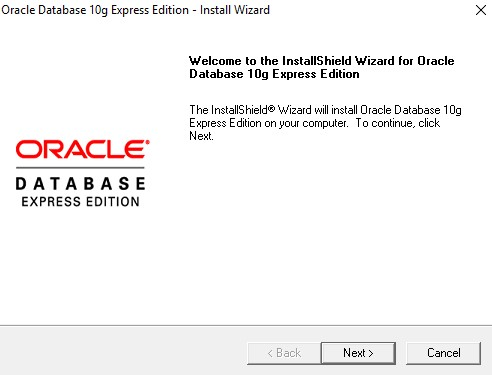 Oracle Database 10g Express Edition - Install Wizard
Welcome to the InstallShield Wizard for Oracle
Database 10g Express Edition
The InstallShield® Wizard will install Oracle Database 10g
Express Edition on your computer. To continue, click
Next.
ORACLE®
DATABASE
EXPRESS EDITION
< Back
Next >
Cancel